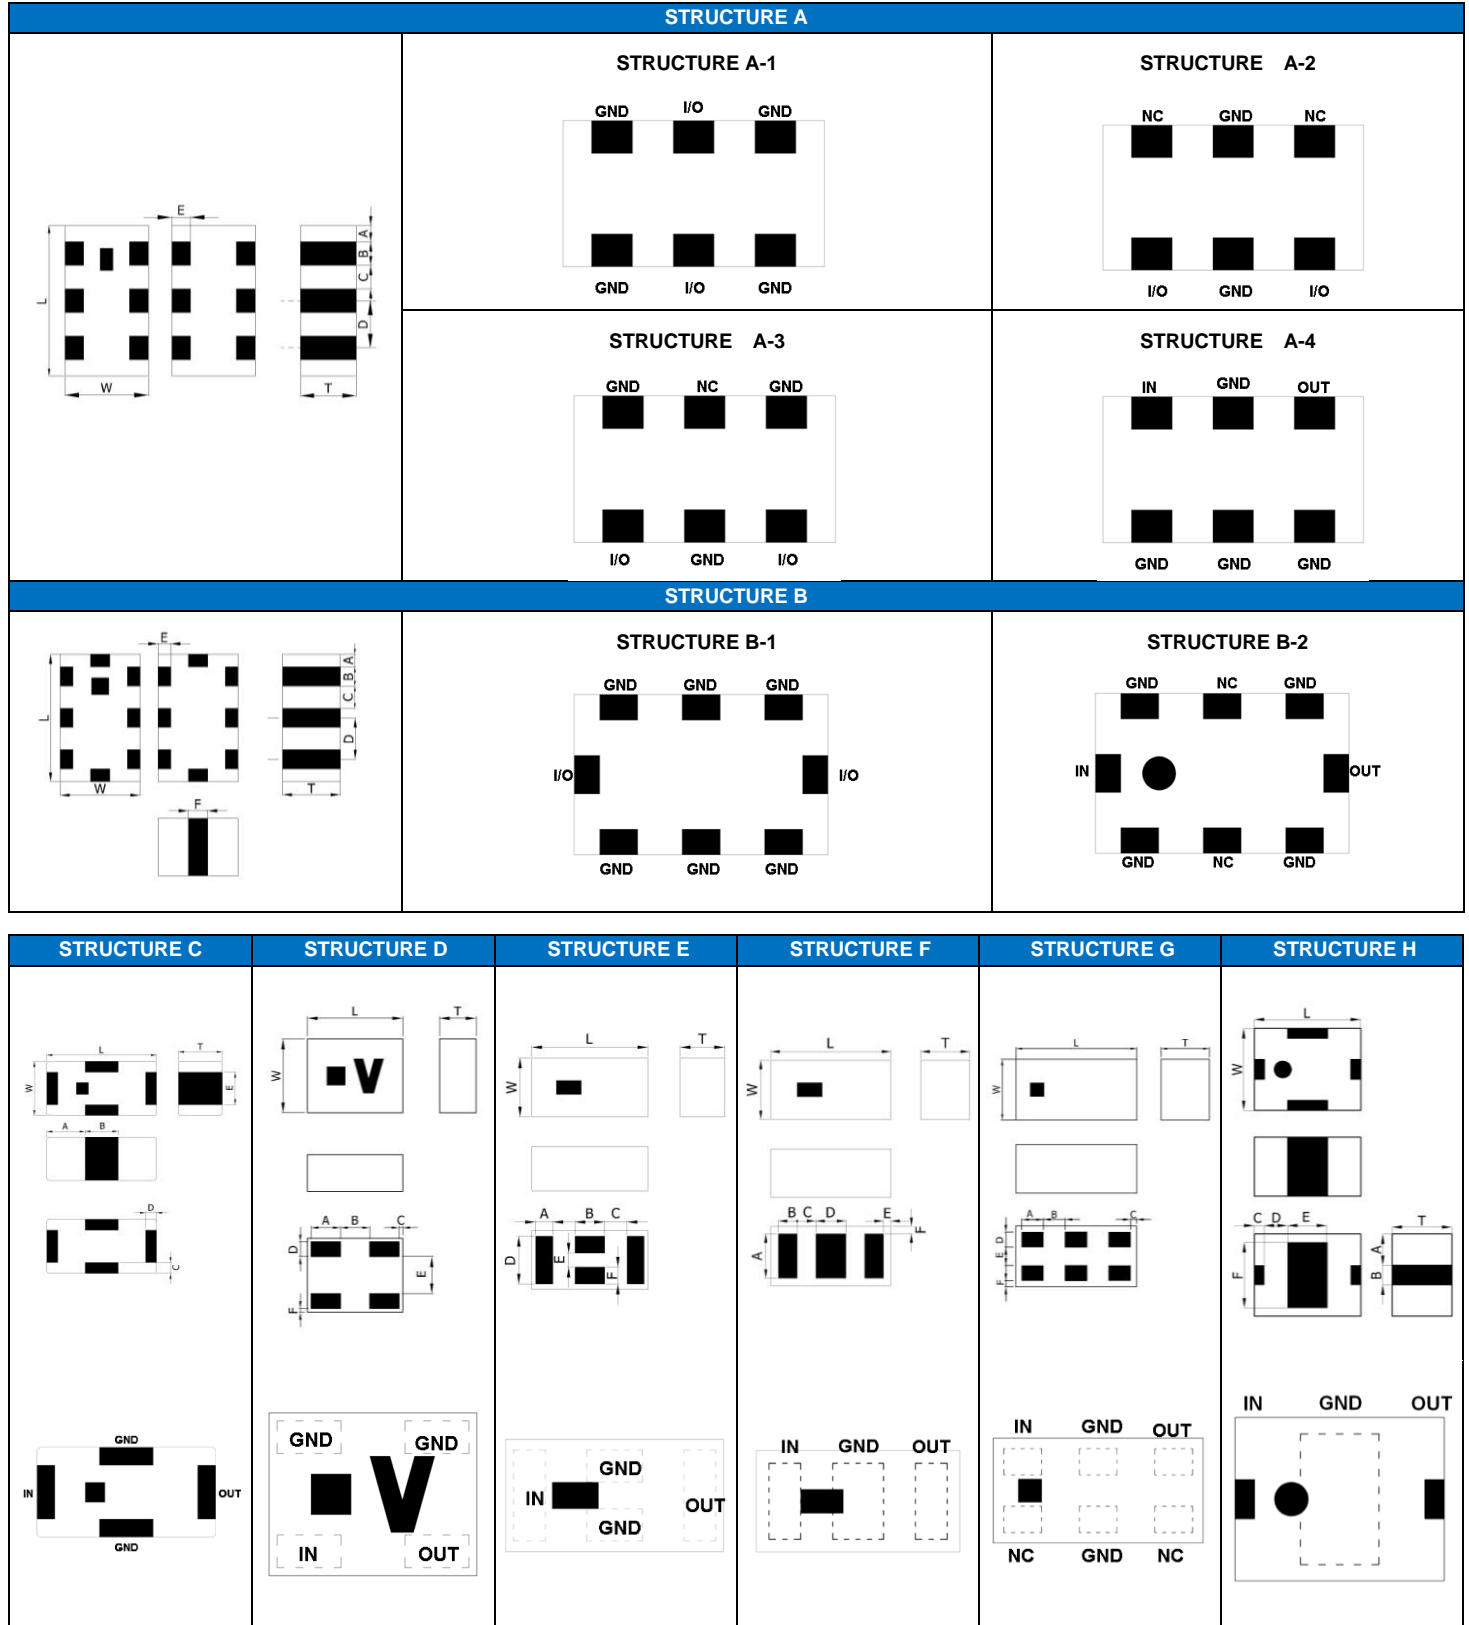 STRUCTURE A
STRUCTURE A-1
GND I/O GND
GND I/O GND
STRUCTURE A-2
NC GND NC
I/O GND I/O
E
L
W
A
B
C
D
T
STRUCTURE A-3
GND NC GND
I/O GND I/O
STRUCTURE A-4
IN GND OUT
GND GND GND
STRUCTURE B
E
L
W
A
B
C
D
T
F
STRUCTURE B-1
GND GND GND
I/O I/O
GND GND GND
STRUCTURE B-2
GND NC GND
IN OUT
GND NC GND
STRUCTURE C
L T
W E
A B
D
C
GND
IN OUT
GND
STRUCTURE D
L T
W
V
A B C
D E
F
GND GND
V
IN OUT
STRUCTURE E
L T
W
A B C
D E F
GND
IN OUT
GND
STRUCTURE F
L T
W
B C D E
F
A
IN GND OUT
STRUCTURE G
L T
W
A B C
D
E
F
IN GND OUT
NC GND NC
STRUCTURE H
L
W
C D E T
F A
B
IN GND OUT